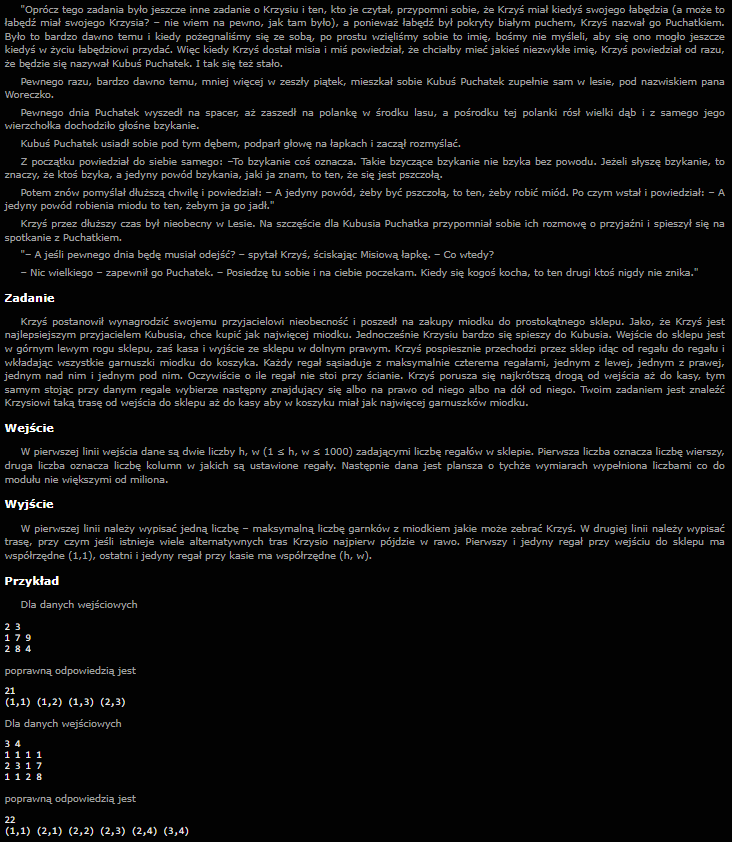 "Oprócz tego zadania było jeszcze inne zadanie o Krzysiu i ten, kto je czytał, przypomni sobie, że Krzyś miał kiedyś swojego łabędzia (a może to
łabędź miał swojego Krzysia? – nie wiem na pewno, jak tam było), a ponieważ łabędź był pokryty białym puchem, Krzyś nazwał go Puchatkiem.
Było to bardzo dawno temu i kiedy pożegnaliśmy się ze sobą, po prostu wzięliśmy sobie to imię, bośmy nie myśleli, aby się ono mogło jeszcze
kiedyś w życiu łabędziowi przydać. Więc kiedy Krzyś dostał misia i miś powiedział, że chciałby mieć jakieś niezwykłe imię, Krzyś powiedział od razu,
że będzie się nazywał Kubuś Puchatek. I tak się też stało.
Pewnego razu, bardzo dawno temu, mniej więcej w zeszły piątek, mieszkał sobie Kubuś Puchatek zupełnie sam w lesie, pod nazwiskiem pana
Woreczko.
Pewnego dnia Puchatek wyszedł na spacer, aż zaszedł na polankę w środku lasu, a pośrodku tej polanki rósł wielki dąb i z samego jego
wierzchołka dochodziło głośne bzykanie.
Kubuś Puchatek usiadł sobie pod tym dębem, podparł głowę na łapkach i zaczął rozmyślać.
Z początku powiedział do siebie samego: –To bzykanie coś oznacza. Takie bzyczące bzykanie nie bzyka bez powodu. Jeżeli słyszę bzykanie, to
znaczy, że ktoś bzyka, a jedyny powód bzykania, jaki ja znam, to ten, że się jest pszczołą.
Potem znów pomyślał dłuższą chwilę i powiedział: – A jedyny powód, żeby być pszczołą, to ten, żeby robić miód. Po czym wstał i powiedział: – A
jedyny powód robienia miodu to ten, żebym ja go jadł."
Krzyś przez dłuższy czas był nieobecny w Lesie. Na szczęście dla Kubusia Puchatka przypomniał sobie ich rozmowę o przyjaźni i spieszył się na
spotkanie z Puchatkiem.
"– A jeśli pewnego dnia będę musiał odejść? – spytał Krzyś, ściskając Misiową łapkę. – Co wtedy?
– Nic wielkiego – zapewnił go Puchatek. – Posiedzę tu sobie i na ciebie poczekam. Kiedy się kogoś kocha, to ten drugi ktoś nigdy nie znika."
Zadanie
Krzyś postanowił wynagrodzić swojemu przyjacielowi nieobecność i poszedł na zakupy miodku do prostokątnego sklepu. Jako, że Krzyś jest
najlepsiejszym przyjacielem Kubusia, chce kupić jak najwięcej miodku. Jednocześnie Krzysiu bardzo się spieszy do Kubusia. Wejście do sklepu jest
w górnym lewym rogu sklepu, zaś kasa i wyjście ze sklepu w dolnym prawym. Krzyś pospiesznie przechodzi przez sklep idąc od regału do regału i
wkładając wszystkie garnuszki miodku do koszyka. Każdy regał sąsiaduje z maksymalnie czterema regałami, jednym z lewej, jednym z prawej,
jednym nad nim i jednym pod nim. Oczywiście o ile regał nie stoi przy ścianie. Krzyś porusza się najkrótszą drogą od wejścia aż do kasy, tym
samym stojąc przy danym regale wybierze następny znajdujący się albo na prawo od niego albo na dół od niego. Twoim zadaniem jest znaleźć
Krzysiowi taką trasę od wejścia do sklepu aż do kasy aby w koszyku miał jak najwięcej garnuszków miodku.
Wejście
W pierwszej linii wejścia dane są dwie liczby h, w (1 ≤ h, w ≤ 1000) zadającymi liczbę regałów w sklepie. Pierwsza liczba oznacza liczbę wierszy,
druga liczba oznacza liczbę kolumn w jakich są ustawione regały. Następnie dana jest plansza o tychże wymiarach wypełniona liczbami co do
modułu nie większymi od miliona.
Wyjście
W pierwszej linii należy wypisać jedną liczbę – maksymalną liczbę garnków z miodkiem jakie może zebrać Krzyś. W drugiej linii należy wypisać
trasę, przy czym jeśli istnieje wiele alternatywnych tras Krzysio najpierw pójdzie w rawo. Pierwszy i jedyny regał przy wejściu do sklepu ma
współrzędne (1,1), ostatni i jedyny regał przy kasie ma współrzędne (h, w).
Przykład
Dla danych wejściowych
2 3
1 7 9
2 8 4
poprawną odpowiedzią jest
21
(1,1) (1,2) (1,3) (2,3)
Dla danych wejściowych
3 4
1 1 1 1
2 3 1 7
1 1 2 8
poprawną odpowiedzią jest
22
(1,1) (2,1) (2,2) (2,3) (2,4) (3,4)